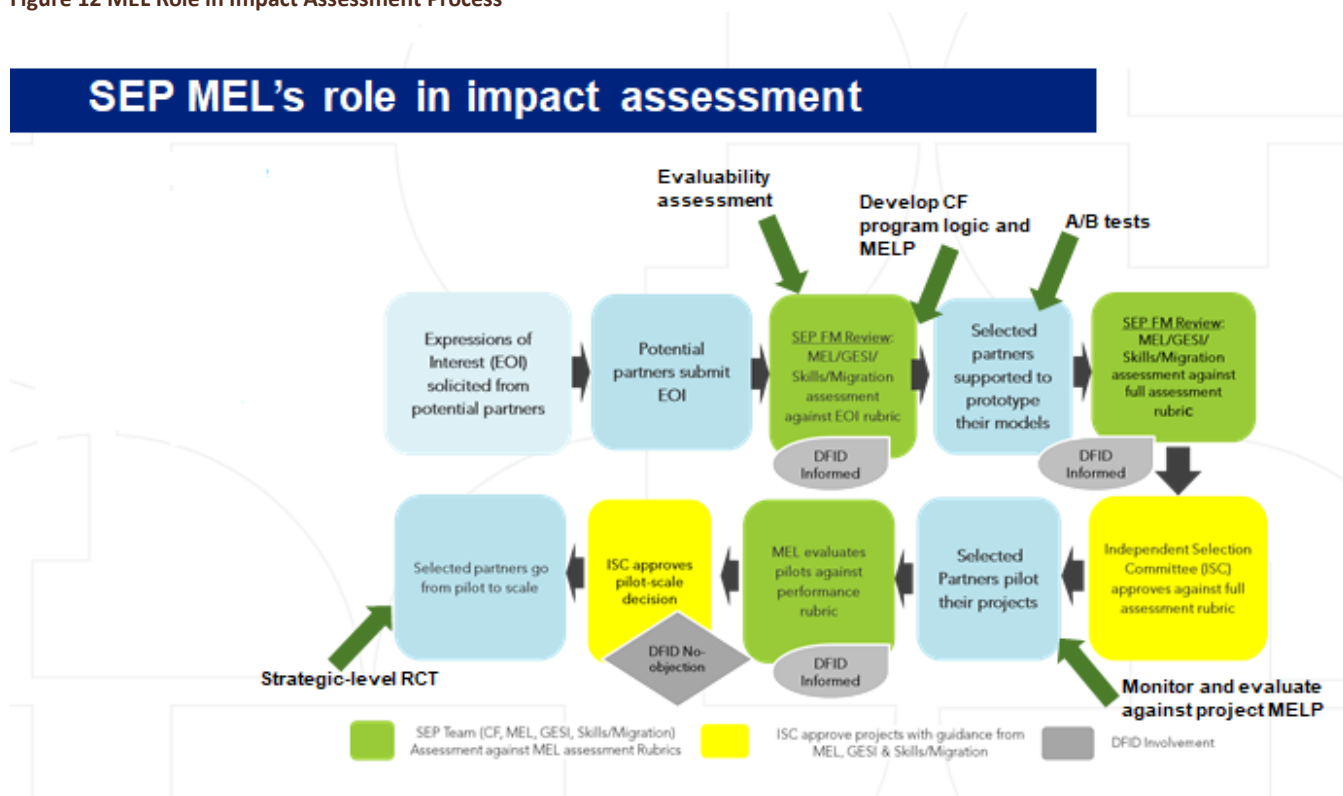 Figure 12 MEL Role in Impact Assessment Process
SEP MEL's role in impact assessment
Evaluability
assessment
Develop CF
program logic and
MELP
A/B tests
Expressions of
Interest (EOI)
solicited from
potential partners
Potential
partners submit
EOI
SEP FM Review:
MEL/GESI/
Skills/Migration
assessment
against EOI rubric
DFID
Informed
Selected
partners
supported to
prototype
their models
SEP FM Review:
MEL/GESI/
Skills/Migration
assessment against
full assessment
rubric
DFID
Informed
Independent Selection
Committee (ISC)
approves against full
assessment rubric
Selected
Partners pilot
their projects
MEL evaluates
pilots against
performance
rubric
DFID
Informed
ISC approves
pilot-scale
decision
DFID No-
objection
Selected partners go
from pilot to scale
Strategic-level RCT
Monitor and evaluate
against project MELP
SEP Team (CF, MEL, GESI, Skills/Migration)
Assessment against MEL assessment Rubrics
ISC approve projects with guidance from
MEL, GESI & Skills/Migration
DFID Involvement